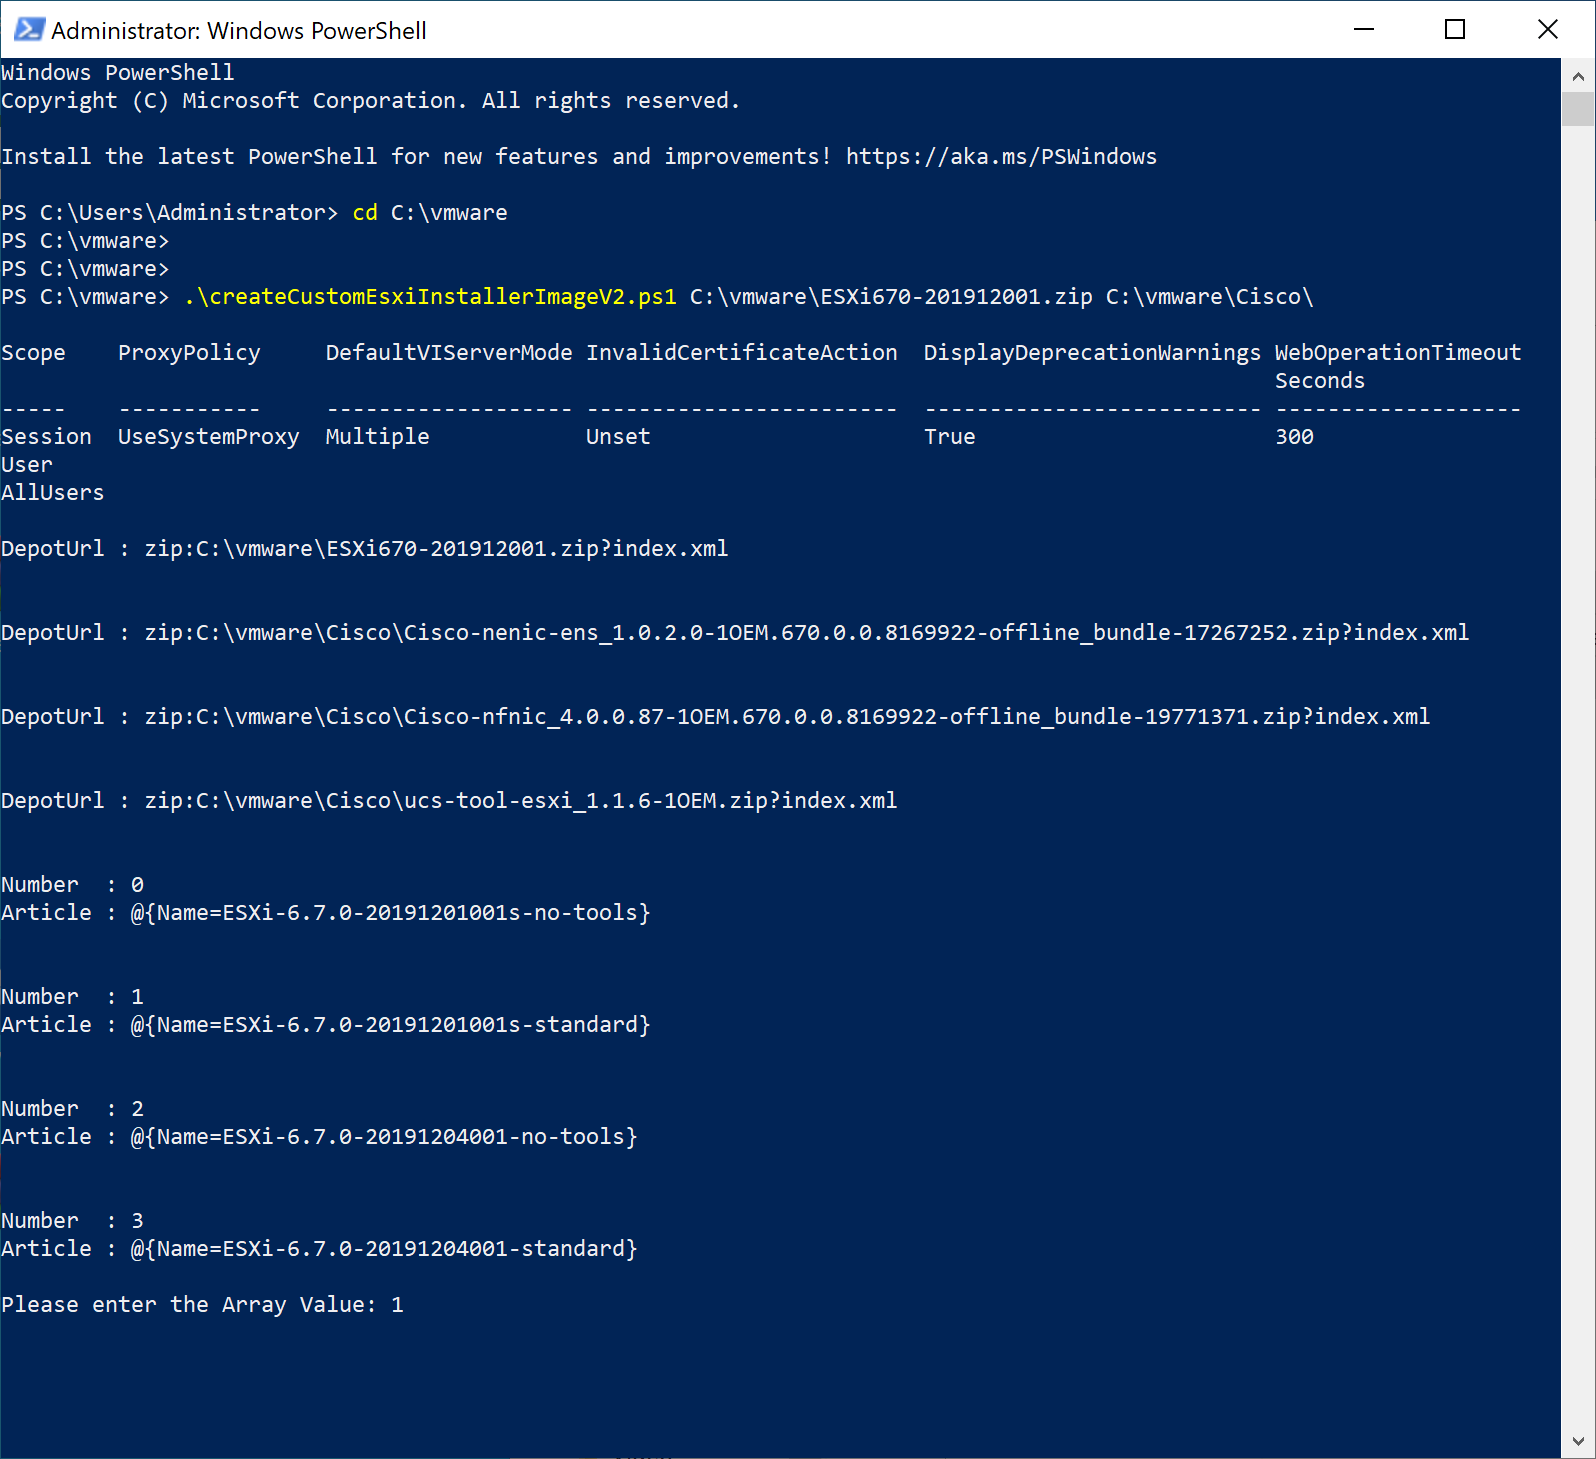 Administrator: Windows PowerShell
Windows PowerShell
Copyright (C) Microsoft Corporation. All rights reserved.
Install the latest PowerShell for new features and improvements! https://aka.ms/PSWindows
PS C:\Users\Administrator> cd C:\vmware
PS C:\vmware>
PS C:\vmware>
PS C:\vmware> .\createCustomEsxiInstallerImageV2.ps1 C:\vmware\ESXi670-201912001.zip C:\vmware\Cisco\
Scope    ProxyPolicy     DefaultVIServerMode InvalidCertificateAction  DisplayDeprecationWarnings WebOperationTimeout
Seconds
-----    -----------     ------------------- ------------------------  -------------------------- -------------------
Session  UseSystemProxy  Multiple            Unset                     True                       300
User
AllUsers
DepotUrl : zip:C:\vmware\ESXi670-201912001.zip?index.xml
DepotUrl : zip:C:\vmware\Cisco\Cisco-nenic-ens_1.0.2.0-1OEM.670.0.0.8169922-offline_bundle-17267252.zip?index.xml
DepotUrl : zip:C:\vmware\Cisco\Cisco-nfnic_4.0.0.87-1OEM.670.0.0.8169922-offline_bundle-19771371.zip?index.xml
DepotUrl : zip:C:\vmware\Cisco\ucs-tool-esxi_1.1.6-1OEM.zip?index.xml
Number  : 0
Article : @{Name=ESXi-6.7.0-20191201001s-no-tools}
Number  : 1
Article : @{Name=ESXi-6.7.0-20191201001s-standard}
Number  : 2
Article : @{Name=ESXi-6.7.0-20191204001-no-tools}
Number  : 3
Article : @{Name=ESXi-6.7.0-20191204001-standard}
Please enter the Array Value: 1